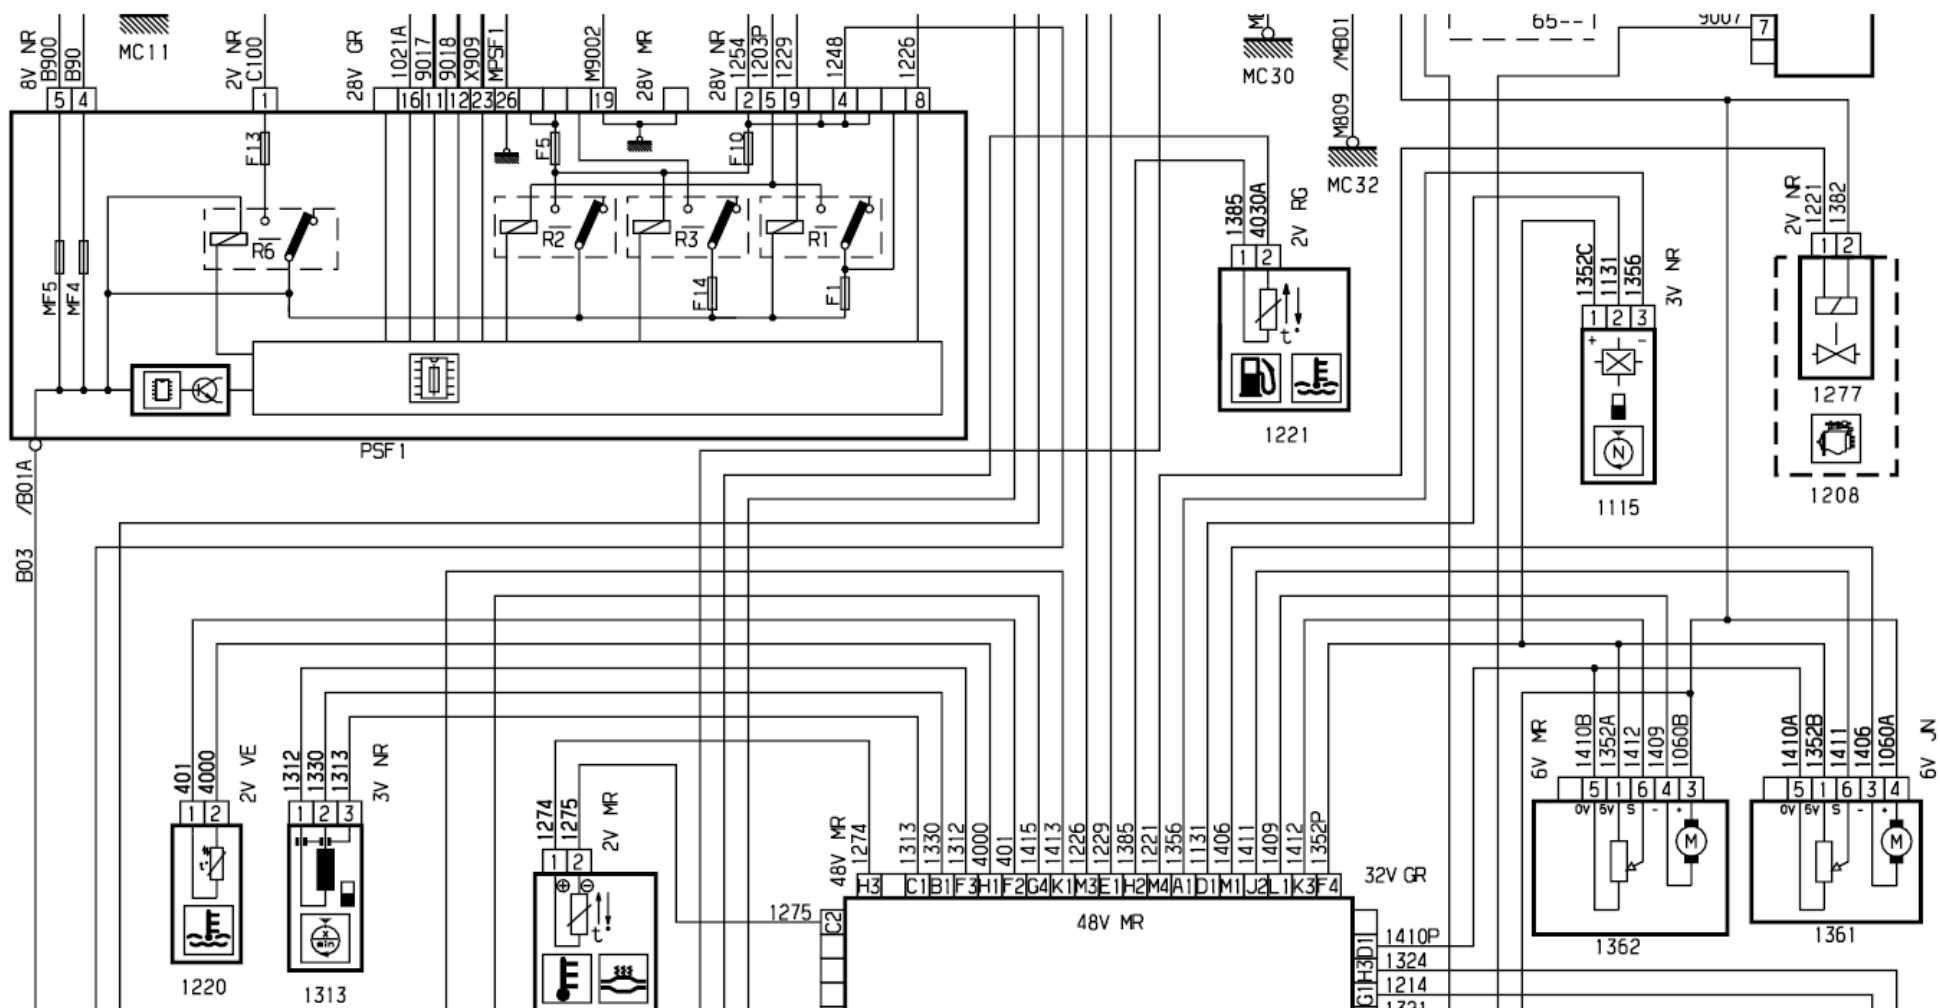 8V NR
B900
B90
MC11
2V NR
C100
28V GR
1021A
9017
9018
X909
MPSF1
M9002
28V MR
28V NR
1254
1203P
1229
1248
1226
MC30
M809
/MB01
MC32
65--
9007
7
5 4
1
16 11 12 23 26
19
2 5 9 4
8
F13
F5
F10
MF5
MF4
R6
R2
R3
R1
F14
F1
PSF1
/B01A
B03
1385
4030A
2V RG
1 2
t°
1221
1352C
1131
1356
3V NR
1 2 3
+ -
N
1115
2V NR
1221
1382
1 2
1277
1208
401
4000
2V VE
1 2
t°
1220
1312
1330
1313
3V NR
1 2 3
x
min
1313
1274
1275
2V MR
1 2
+ -
t°
48V MR
1274
1313
1330
1312
4000
401
1415
1413
1226
1229
1385
1221
1356
1131
1406
1411
1409
1412
1352P
H3 C1 B1 F3 H1 F2 G4 K1 M3 E1 H2 M4 A1 D1 M1 J2 L1 K3 F4
1275
C2
48V MR
32V GR
D1
1410P
H3
1324
G1
1214
6V MR
1410B
1352A
1412
1409
1060B
5 1 6 4 3
0V 5V S - +
M
1362
1410A
1352B
1411
1406
1060A
6V JN
5 1 6 3 4
0V 5V S - +
M
1361